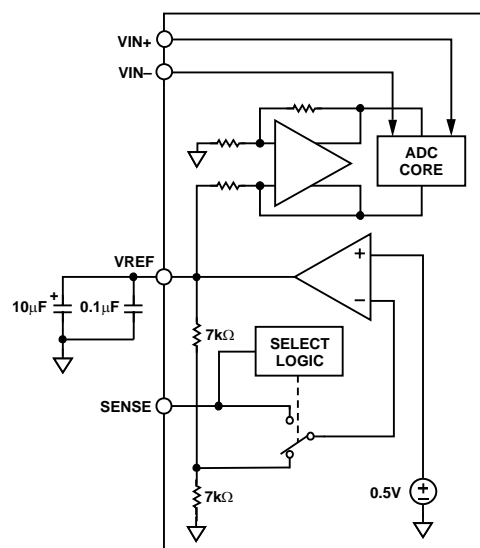 VIN+
VIN–
ADC
CORE
VREF
+
–
10μF
+
0.1μF
7kΩ
SELECT
LOGIC
SENSE
7kΩ
0.5V
+
–